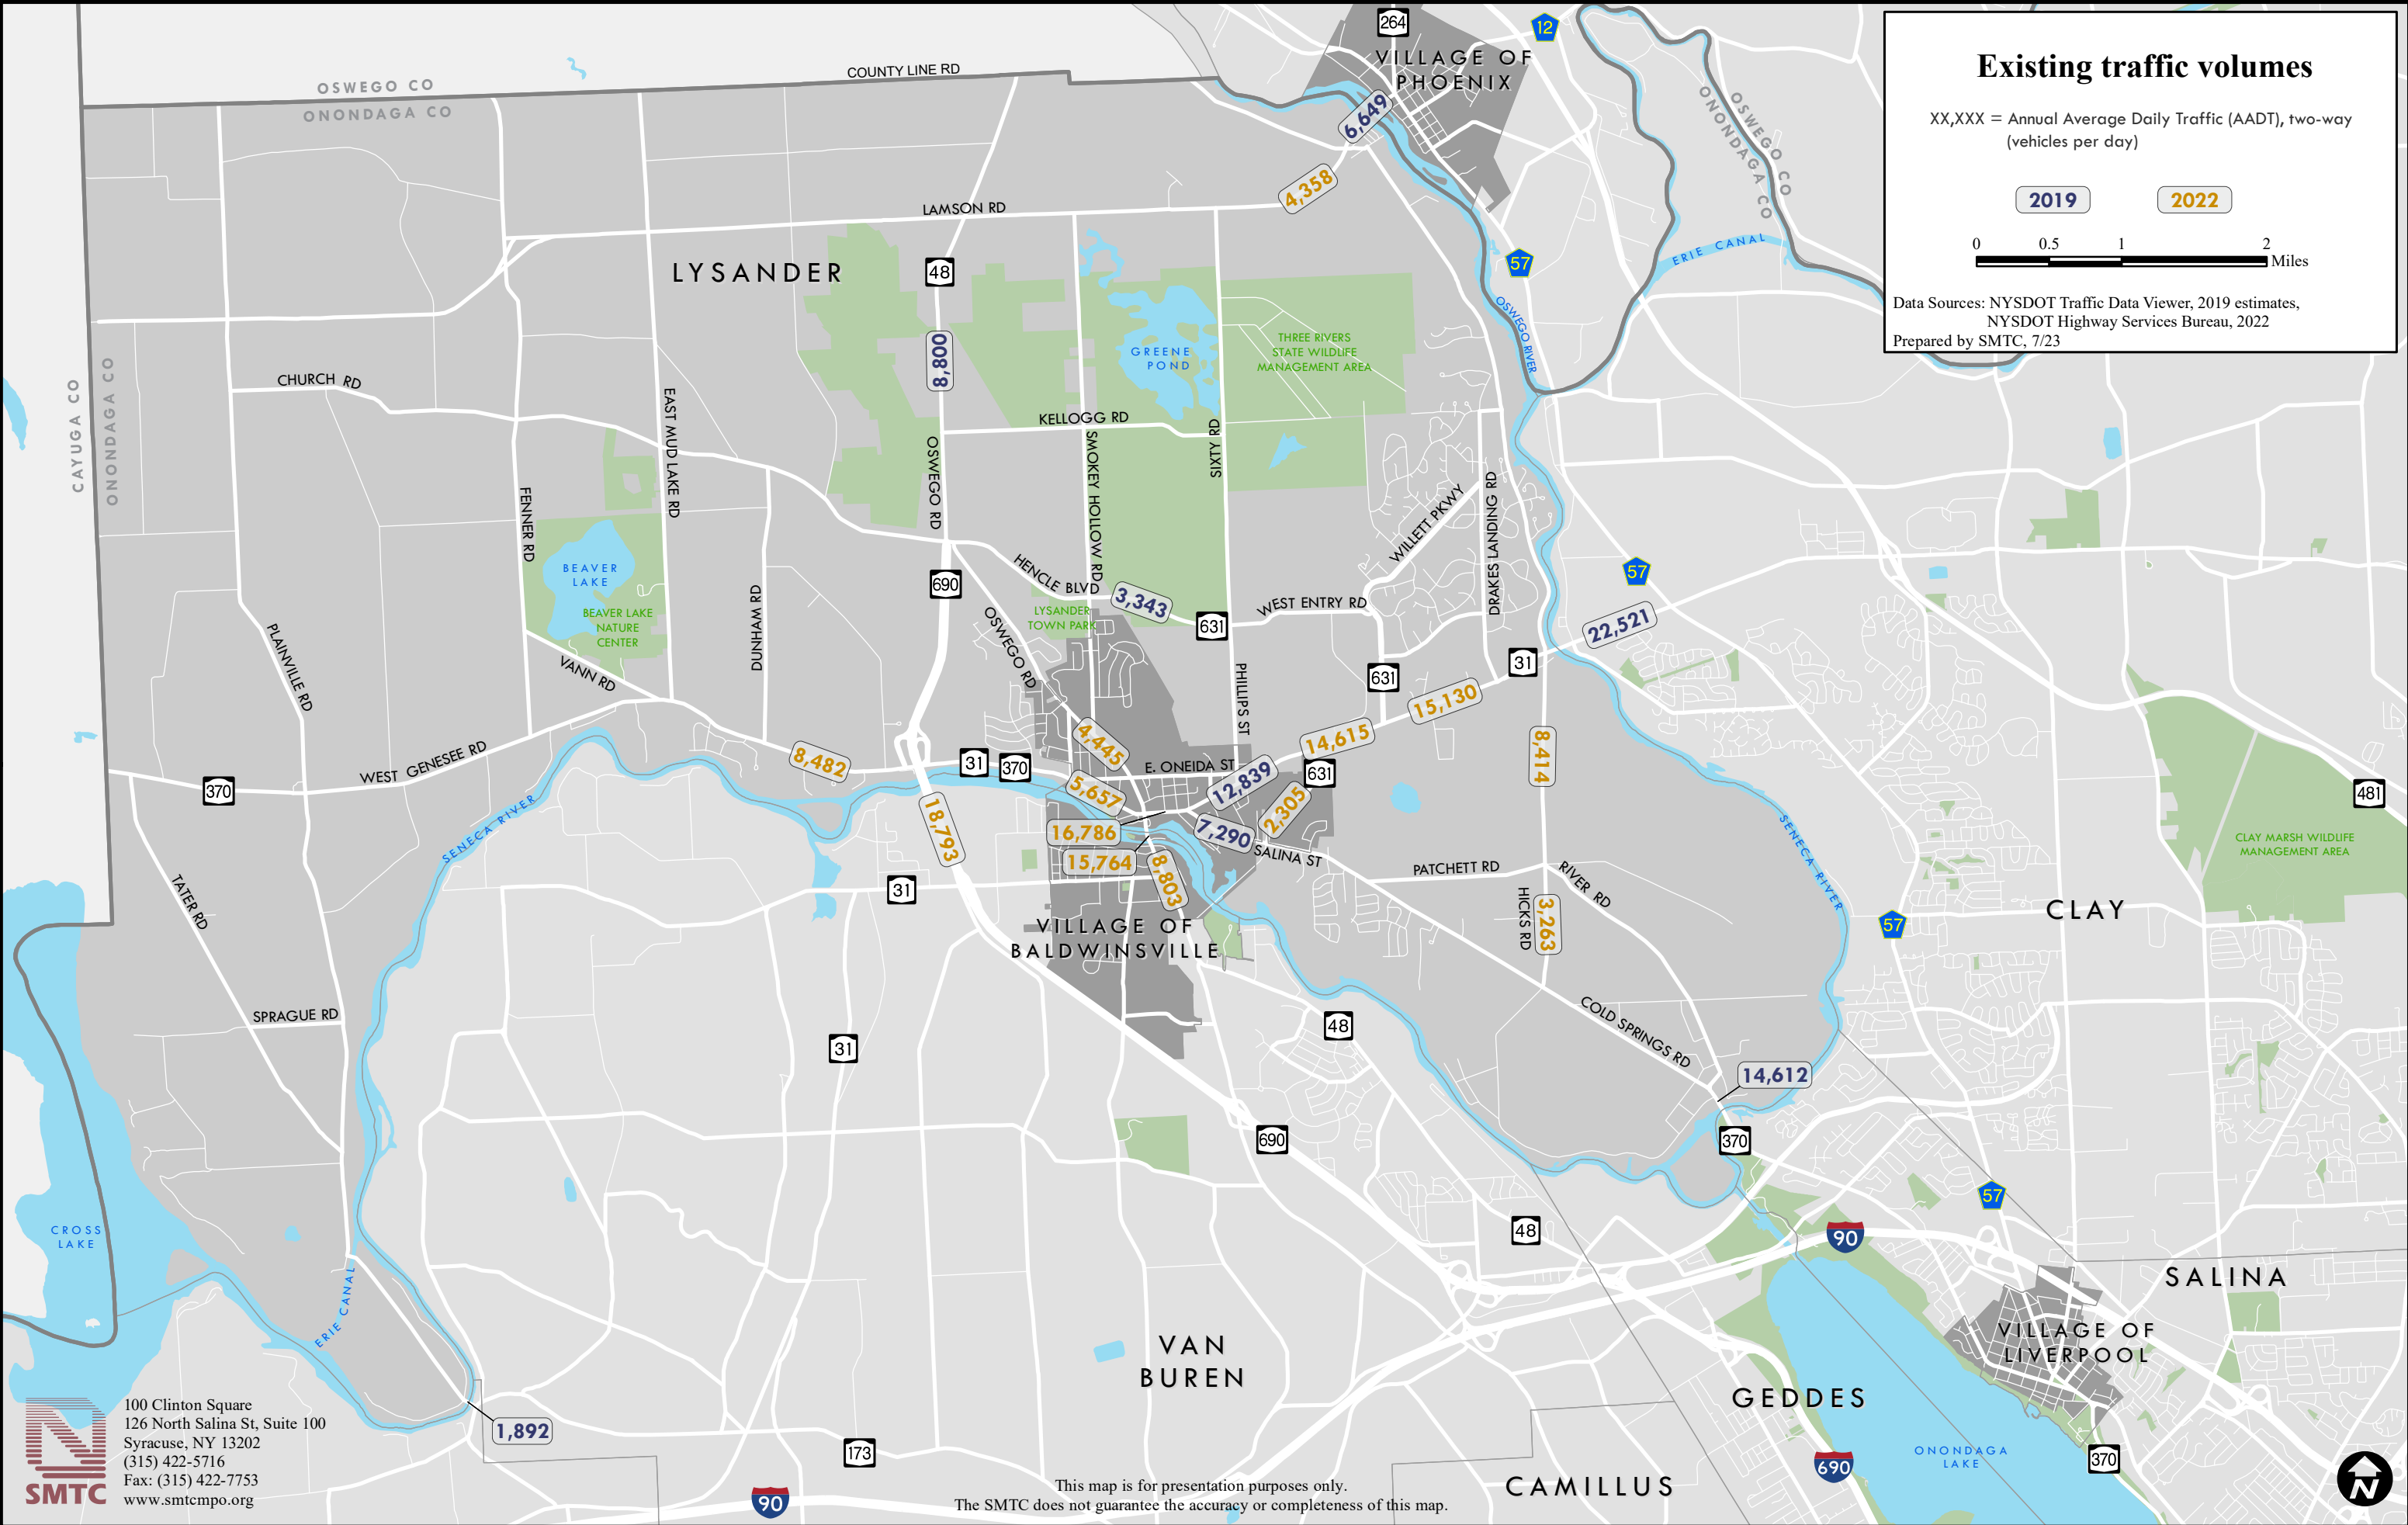 264
12
VILLAGE OF
PHOENIX
Existing traffic volumes
XX,XXX = Annual Average Daily Traffic (AADT), two-way
(vehicles per day)
2019
2022
0
0.5
1
2
Miles
Data Sources: NYSDOT Traffic Data Viewer, 2019 estimates,
NYSDOT Highway Services Bureau, 2022
Prepared by SMTC, 7/23
COUNTY LINE RD
OSWEGO CO
ONONDAGA CO
OSWEGO CO
ONONDAGA CO
6,649
4,358
LAMSON RD
ERIE CANAL
57
LYSANDER
48
8,800
OSWEGO RIVER
GREENE
POND
THREE RIVERS
STATE WILDLIFE
MANAGEMENT AREA
CAYUGA CO
ONONDAGA CO
CHURCH RD
EAST MUD LAKE RD
KELLOGG RD
OSWEGO RD
SMOKEY HOLLOW RD
SIXTY RD
FENNER RD
WILLETT PKWY
DRAKES LANDING RD
BEAVER
LAKE
BEAVER LAKE
NATURE
CENTER
DUNHAM RD
690
HENCLE BLVD
3,343
LYSANDER
TOWN PARK
631
WEST ENTRY RD
57
22,521
PLAINVILLE RD
VANN RD
OSWEGO RD
PHILLIPS ST
631
31
15,130
14,615
4,445
8,414
WEST GENESEE RD
8,482
31
370
E. ONEIDA ST
12,839
631
370
5,657
2,305
481
SENECA RIVER
18,793
16,786
7,290
SALINA ST
15,764
8,803
SENECA RIVER
CLAY MARSH WILDLIFE
MANAGEMENT AREA
PATCHETT RD
RIVER RD
TATER RD
31
HICKS RD
3,263
57
CLAY
VILLAGE OF
BALDWINSVILLE
SPRAGUE RD
31
48
COLD SPRINGS RD
14,612
690
370
57
CROSS
LAKE
48
90
SALINA
ERIE CANAL
VAN
BUREN
VILLAGE OF
LIVERPOOL
GEDDES
1,892
173
90
690
ONONDAGA
LAKE
370
CAMILLUS
N
SMTC
100 Clinton Square
126 North Salina St, Suite 100
Syracuse, NY 13202
(315) 422-5716
Fax: (315) 422-7753
www.smtcmpo.org
This map is for presentation purposes only.
The SMTC does not guarantee the accuracy or completeness of this map.